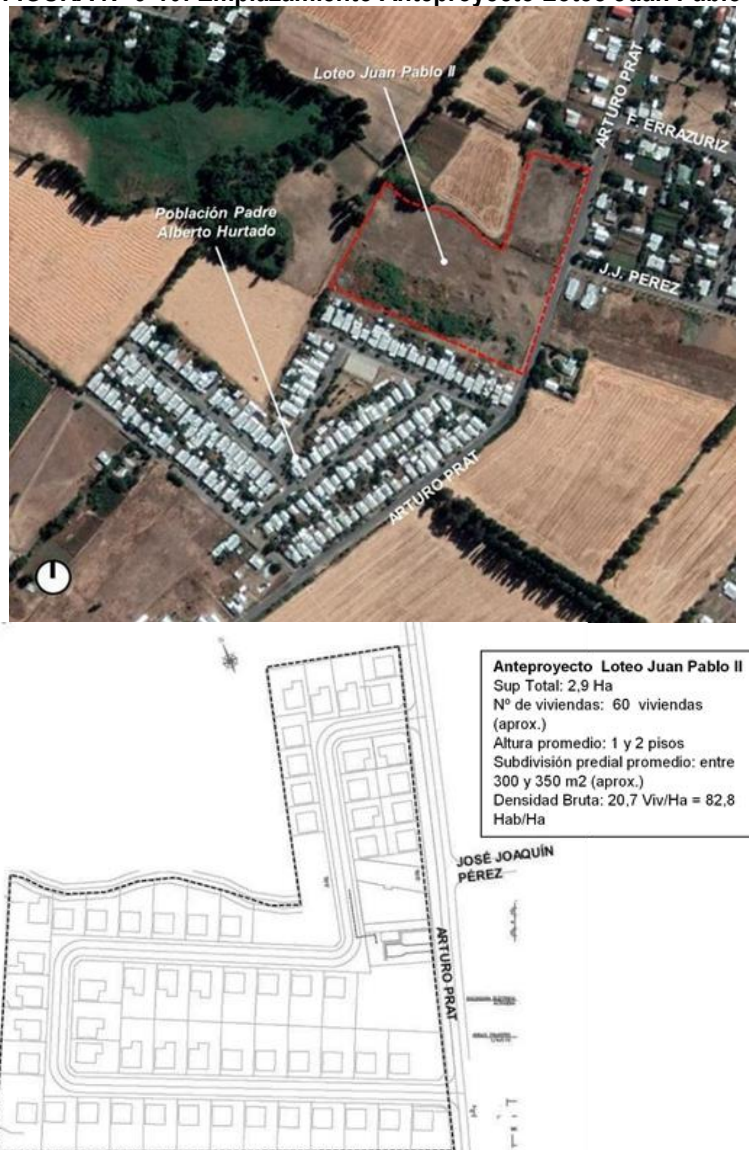 Loteo Juan Pablo II
ARTURO PRAT
T. ERRAZURIZ
Población Padre
Alberto Hurtado
J.J. PEREZ
ARTURO PRAT
Anteproyecto Loteo Juan Pablo II
Sup Total: 2,9 Ha
Nº de viviendas: 60 viviendas
(aprox.)
Altura promedio: 1 y 2 pisos
Subdivisión predial promedio: entre
300 y 350 m2 (aprox.)
Densidad Bruta: 20,7 Viv/Ha = 82,8
Hab/Ha
JOSÉ JOAQUÍN
PÉREZ
ARTURO PRAT